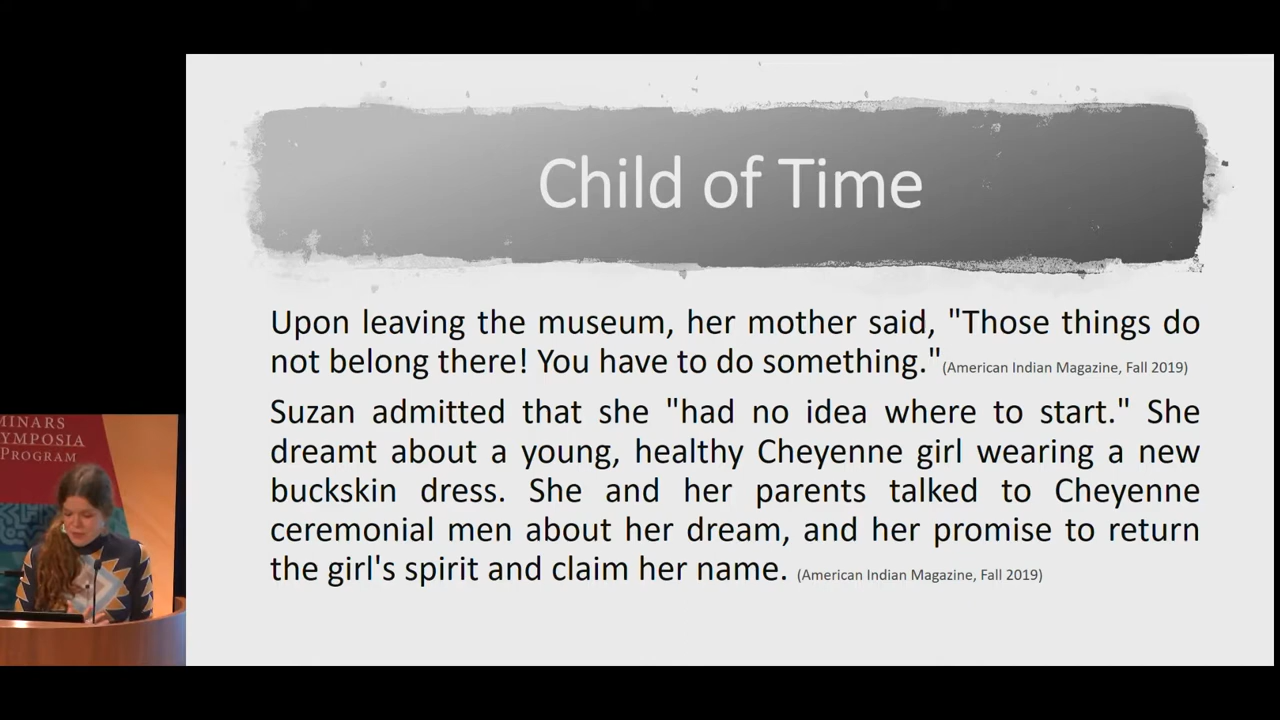 MINARS
YMPOSIA
PROGRAM
Child of Time
Upon leaving the museum, her mother said, "Those things do
not belong there! You have to do something."(American Indian Magazine, Fall 2019)
Suzan admitted that she "had no idea where to start." She
dreamt about a young, healthy Cheyenne girl wearing a new
buckskin dress. She and her parents talked to Cheyenne
ceremonial men about her dream, and her promise to return
the girl's spirit and claim her name. (American Indian Magazine, Fall 2019)